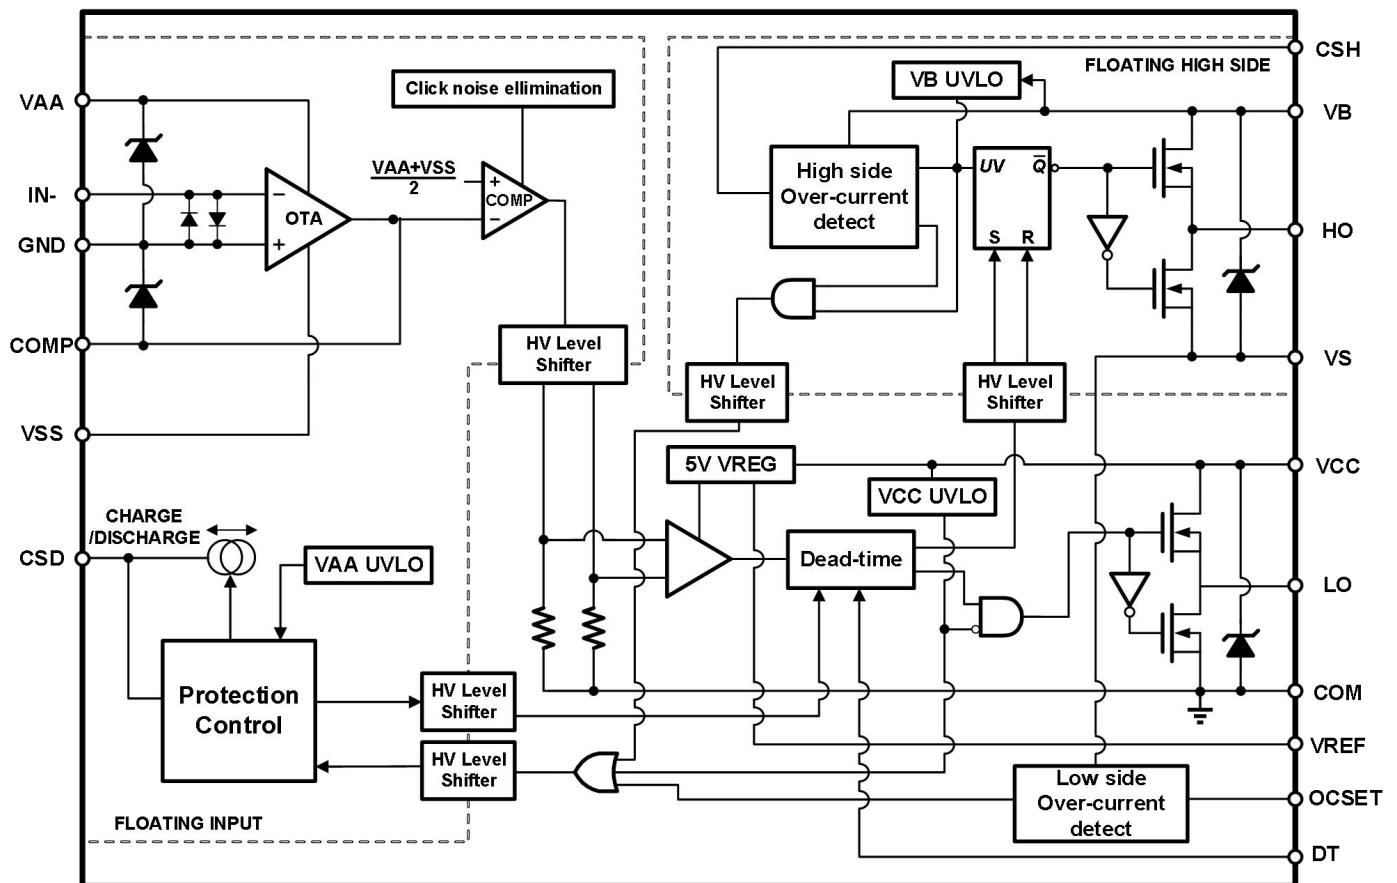 CSH
FLOATING HIGH SIDE
VB UVLO
Click noise ellimination
VAA
VB
High side
Over-current
detect
UV
Q̅
S
R
VAA+VSS
2
+
COMP
−
IN-
−
OTA
+
GND
HO
COMP
HV Level
Shifter
HV Level
Shifter
HV Level
Shifter
VS
VSS
5V VREG
VCC UVLO
VCC
CHARGE
/DISCHARGE
CSD
VAA UVLO
Dead-time
LO
Protection
Control
HV Level
Shifter
COM
HV Level
Shifter
VREF
Low side
Over-current
detect
OCSET
FLOATING INPUT
DT